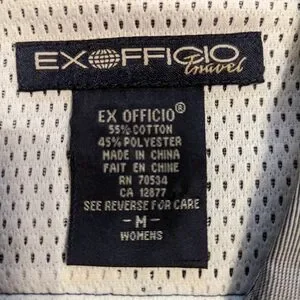 EXOFFICIO
Travel
EX OFFICIO®
55% COTTON
45% POLYESTER
MADE IN CHINA
FAIT EN CHINE
RN 70534
CA 12877
SEE REVERSE FOR CARE
- M -
WOMENS